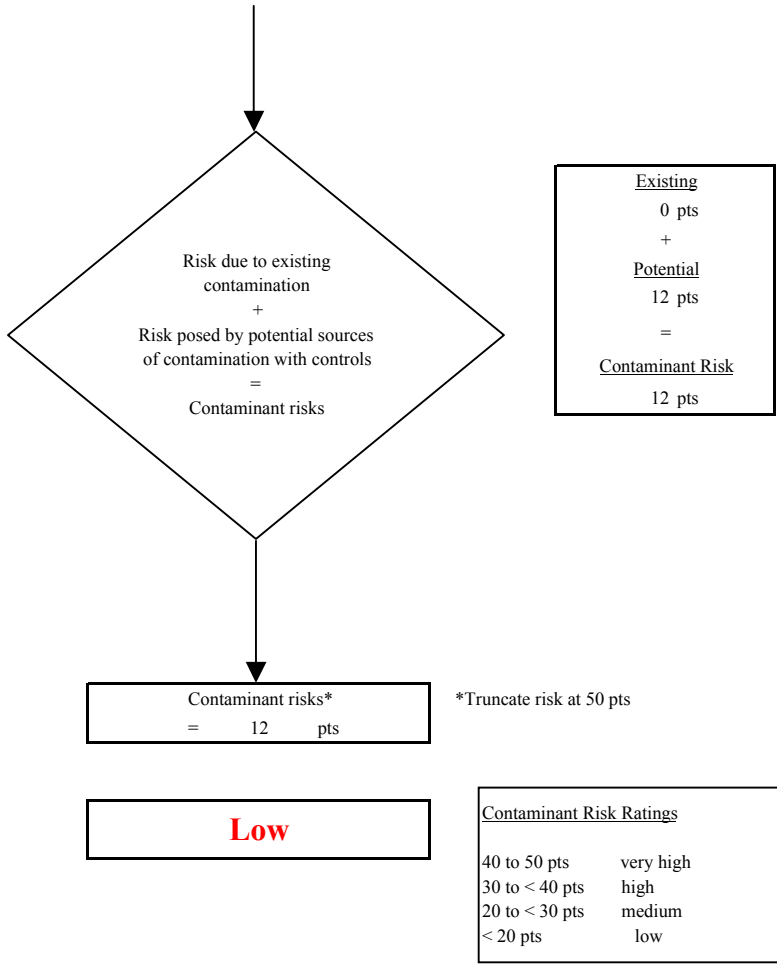 Risk due to existing
contamination
+
Risk posed by potential sources
of contamination with controls
=
Contaminant risks
Existing
0 pts
+
Potential
12 pts
=
Contaminant Risk
12 pts
Contaminant risks*
= 12 pts
*Truncate risk at 50 pts
Low
Contaminant Risk Ratings
40 to 50 pts very high
30 to < 40 pts high
20 to < 30 pts medium
< 20 pts low